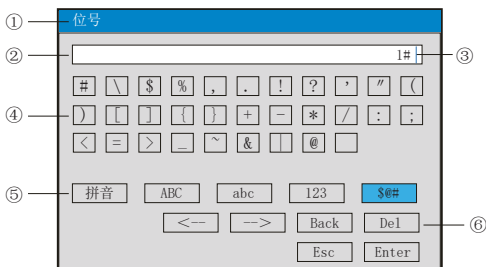 ① 位号
② 1# ③
# \ $ % , . ! ? ' " (
④ ) [ ] { } + - * / : ;
< = > _ ~ & | @
⑤ 拼音 ABC abc 123 $@#
<-- --> Back Del ⑥
Esc Enter